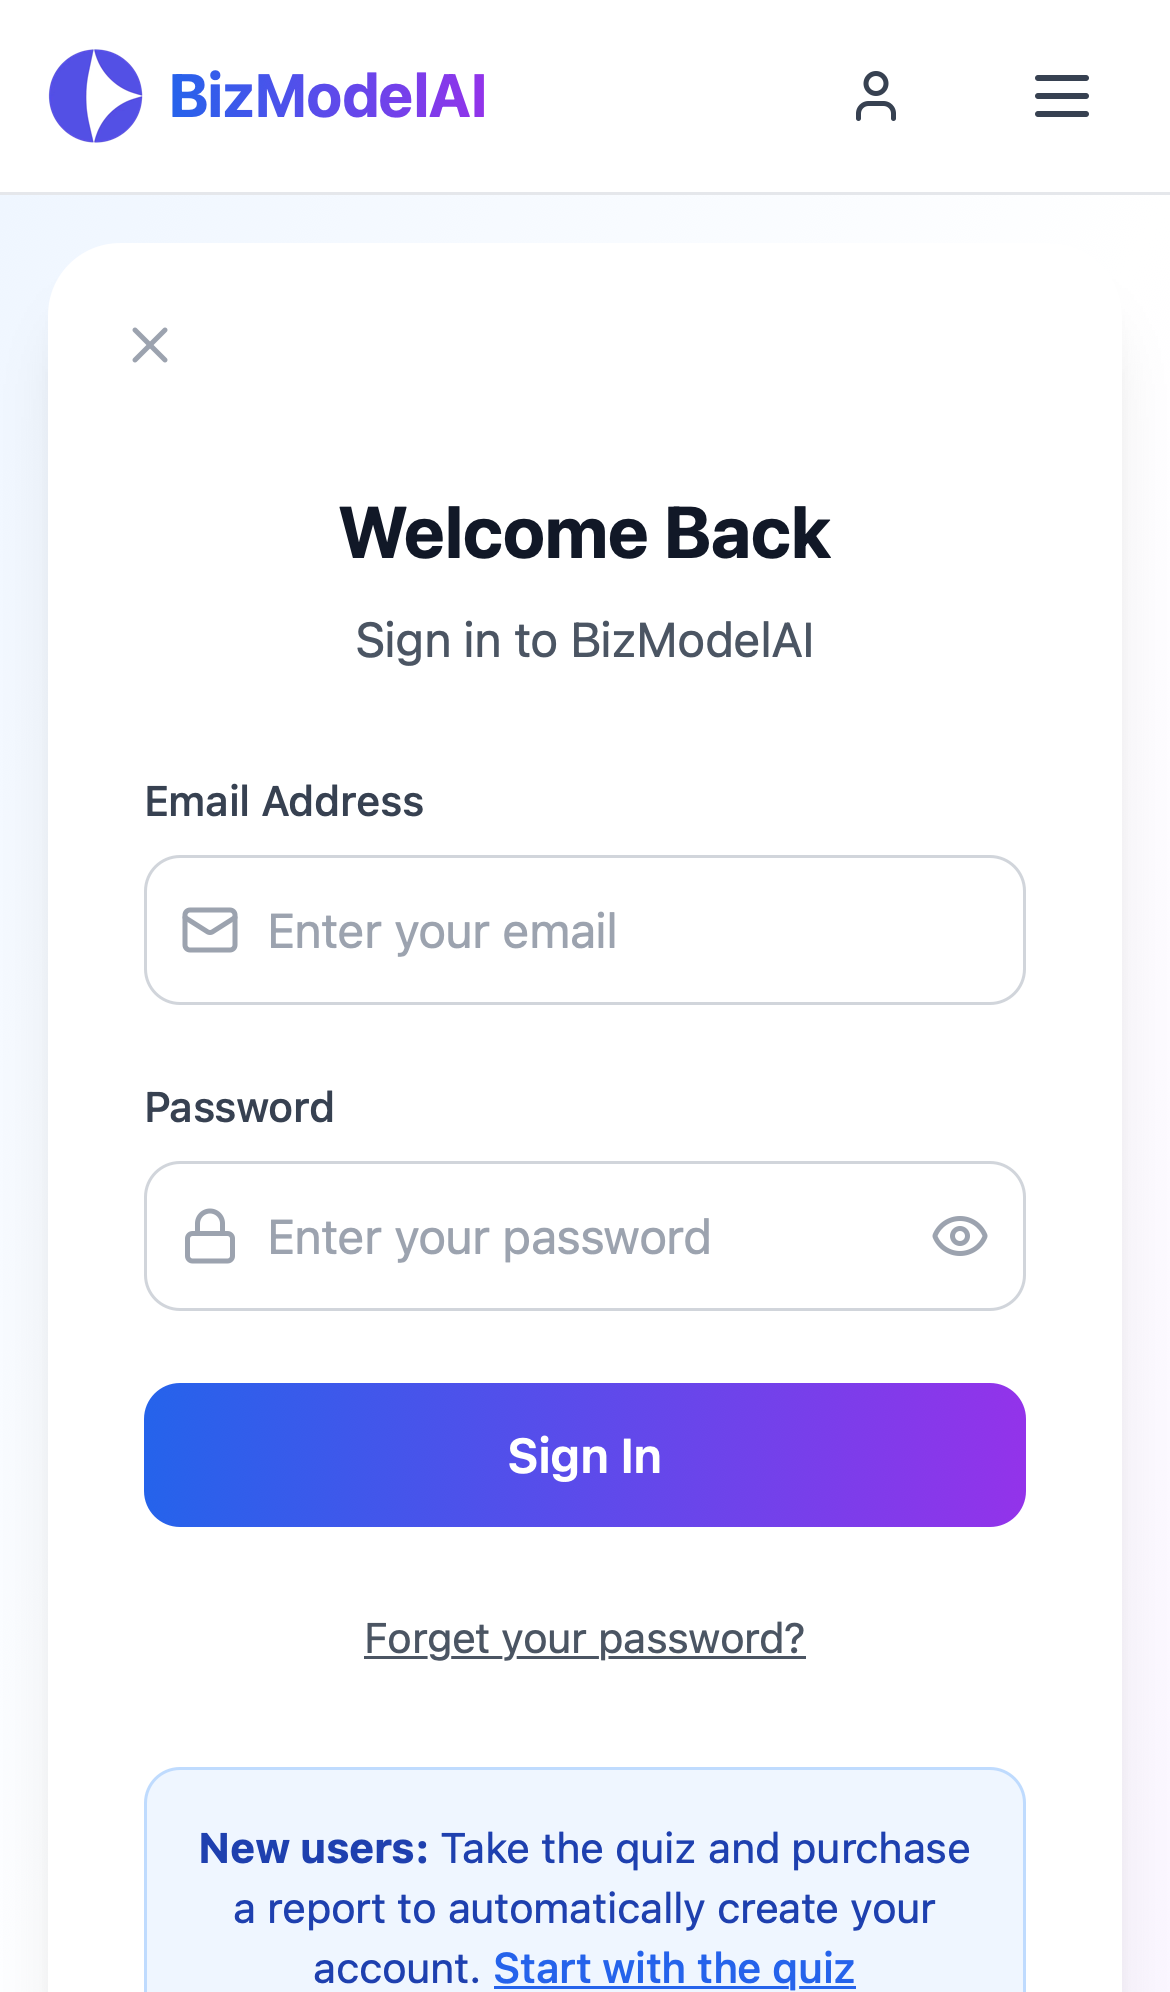 BizModelAI
Welcome Back
Sign in to BizModelAI
Email Address
Enter your email
Password
Enter your password
Sign In
Forget your password?
New users: Take the quiz and purchase
a report to automatically create your
account. Start with the quiz